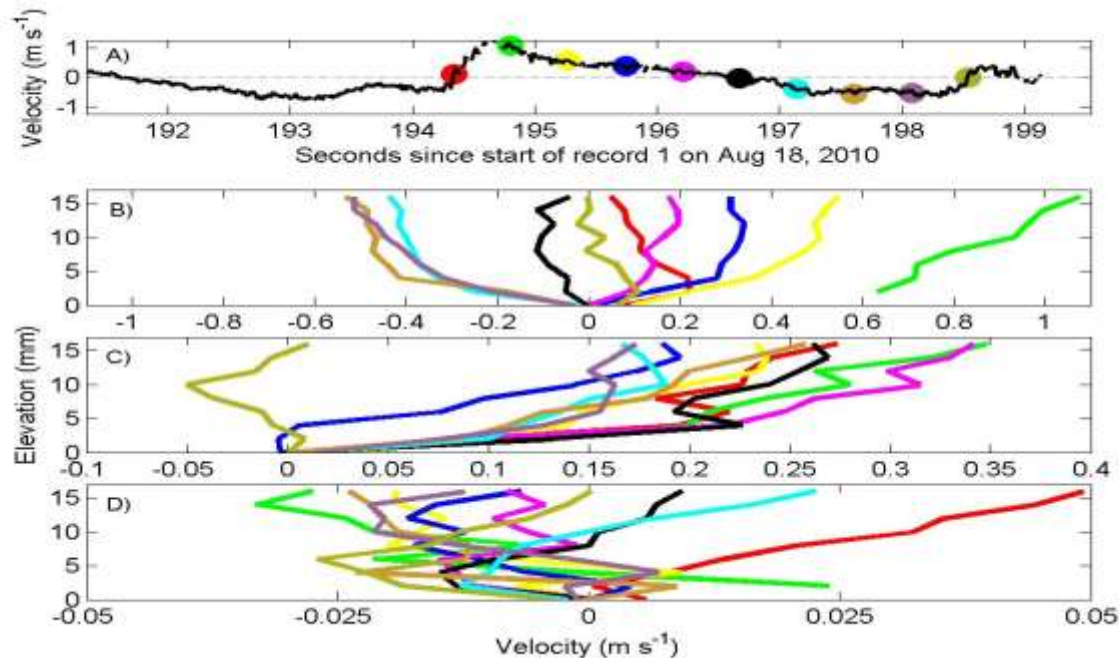 Velocity (m s⁻¹)
1
0
-1
A)
192 193 194 195 196 197 198 199
Seconds since start of record 1 on Aug 18, 2010
Elevation (mm)
15
10
5
0
B)
-1 -0.8 -0.6 -0.4 -0.2 0 0.2 0.4 0.6 0.8 1
15
10
5
0
C)
-0.1 -0.05 0 0.05 0.1 0.15 0.2 0.25 0.3 0.35 0.4
15
10
5
0
D)
-0.05 -0.025 0 0.025 0.05
Velocity (m s⁻¹)